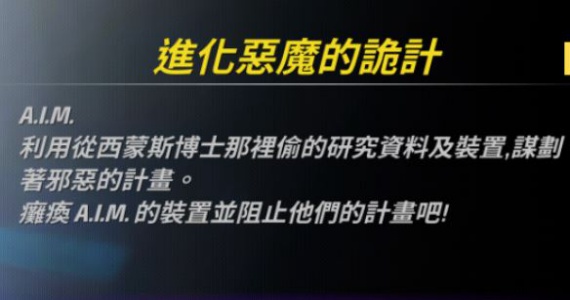 進化惡魔的詭計
A.I.M.
利用從西蒙斯博士那裡偷的研究資料及裝置,謀劃
著邪惡的計畫。
癱瘓 A.I.M. 的裝置並阻止他們的計畫吧!